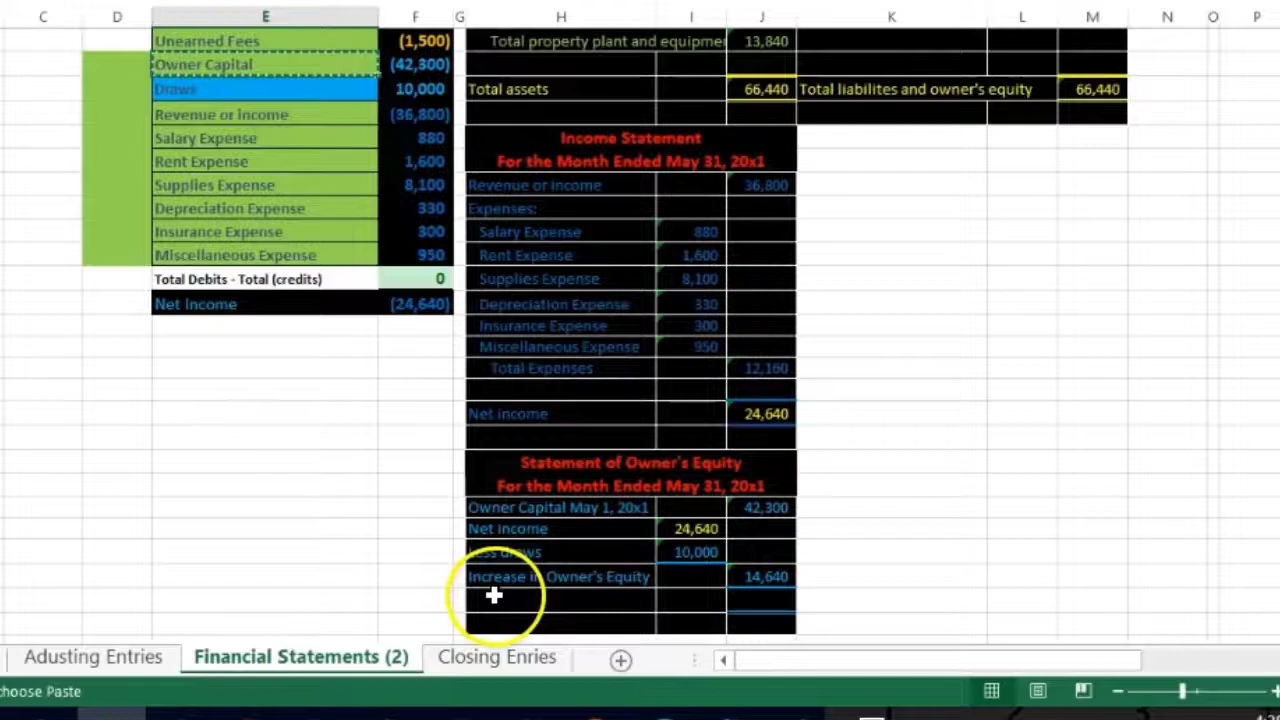 C D E F G H I J K L M N O P
Unearned Fees (1,500) Total property plant and equipmer 13,840
Owner Capital (42,300)
Draws 10,000 Total assets 66,440 Total liabilites and owner's equity 66,440
Revenue or income (36,800)
Salary Expense 880 Income Statement
Rent Expense 1,600 For the Month Ended May 31, 20x1
Supplies Expense 8,100 Revenue or Income 36,800
Depreciation Expense 330 Expenses:
Insurance Expense 300 Salary Expense 880
Miscellaneous Expense 950 Rent Expense 1,600
Total Debits - Total (credits) 0 Supplies Expense 8,100
Net Income (24,640) Depreciation Expense 330
Insurance Expense 300
Miscellaneous Expense 950
Total Expenses 12,160
Net income 24,640
Statement of Owner's Equity
For the Month Ended May 31, 20x1
Owner Capital May 1, 20x1 42,300
Net Income 24,640
Less draws 10,000
Increase in Owner's Equity 14,640
Adusting Entries Financial Statements (2) Closing Enries
choose Paste